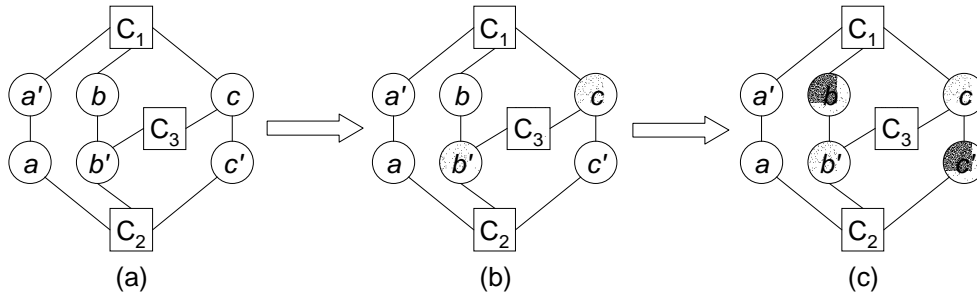 C1 C1 C1
a′ b c a′ b c a′ b c
C3 C3 C3
a b′ c′ a b′ c′ a b′ c′
C2 C2 C2
(a) (b) (c)